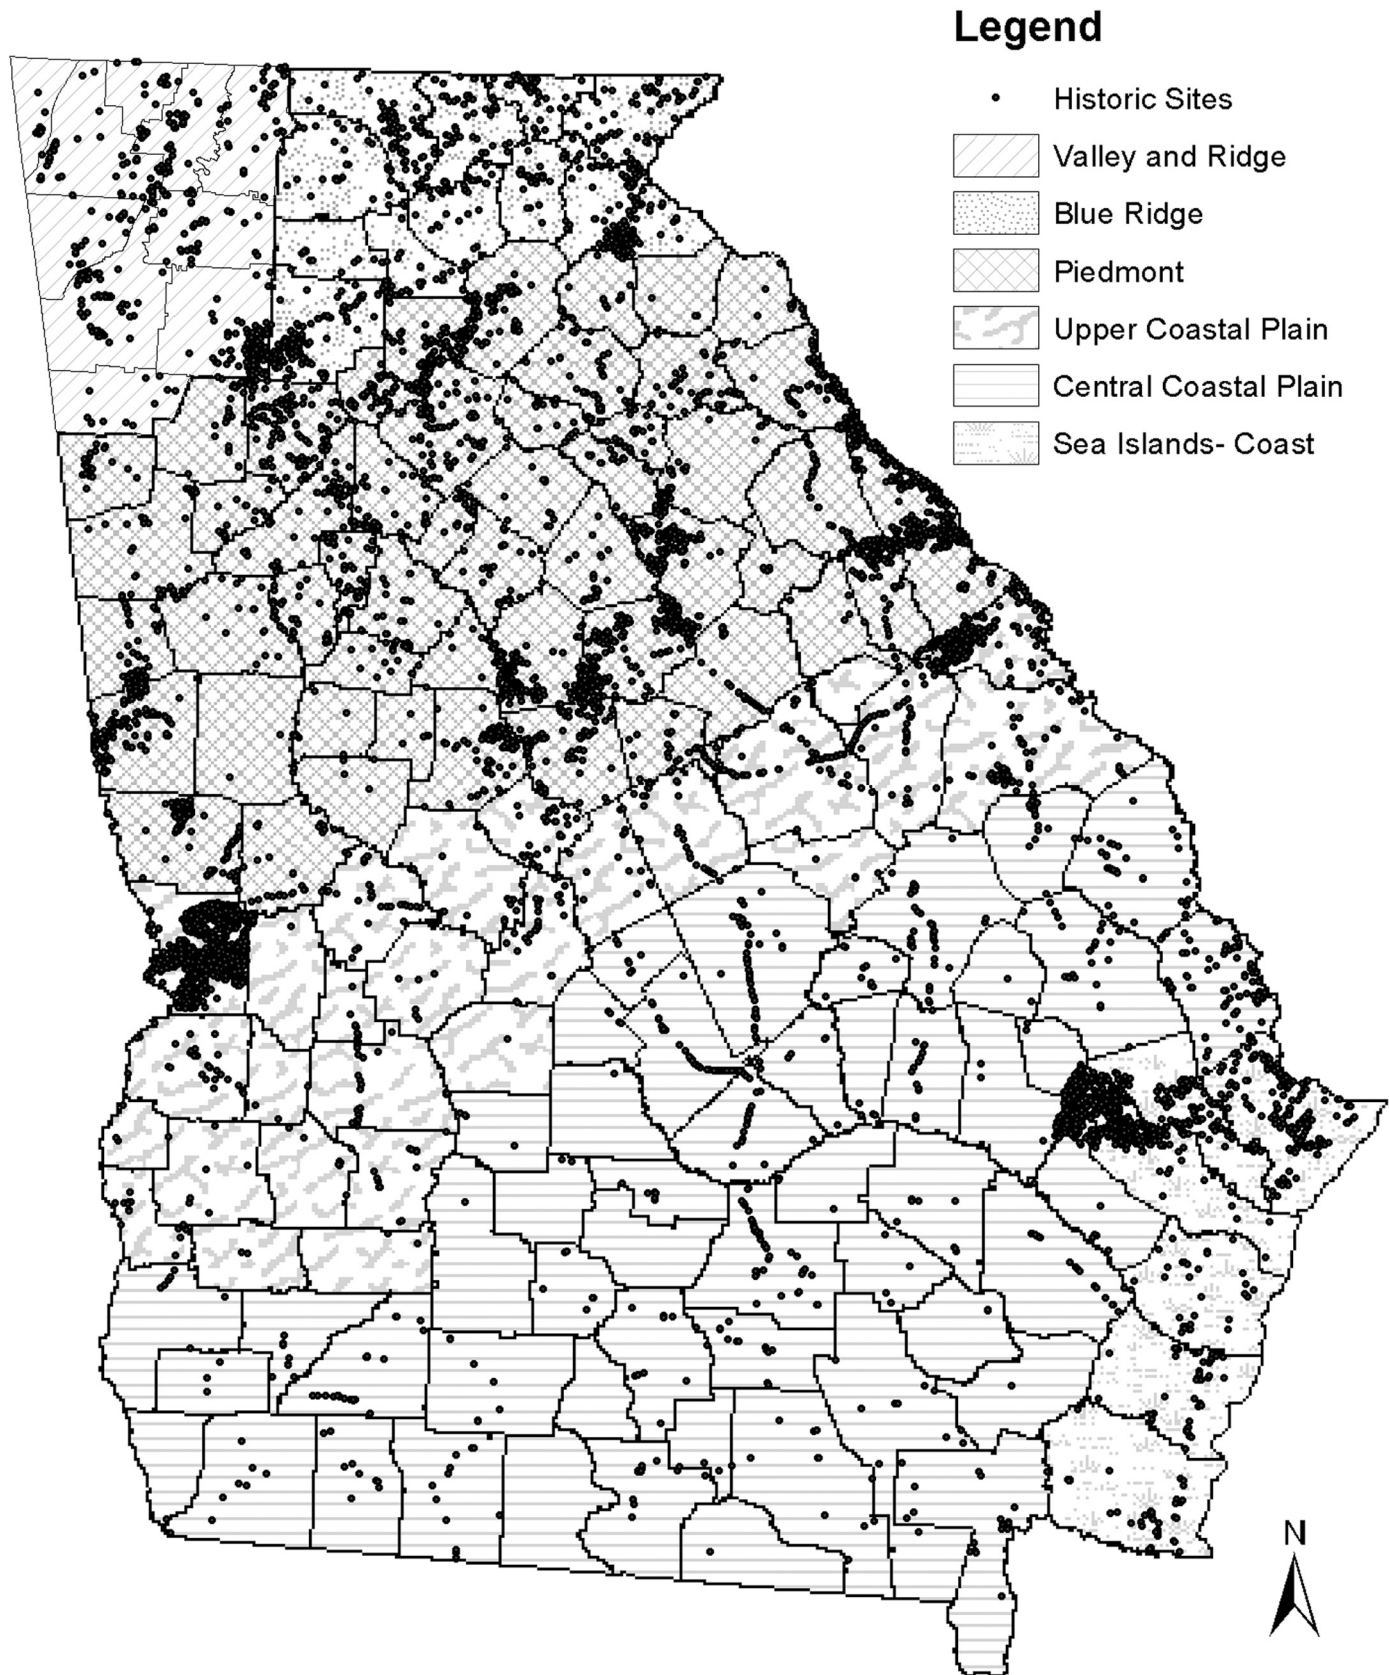 Legend
Historic Sites
Valley and Ridge
Blue Ridge
Piedmont
Upper Coastal Plain
Central Coastal Plain
Sea Islands- Coast
N